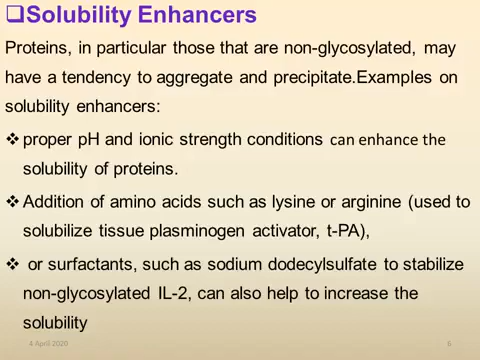 ❑Solubility Enhancers
Proteins, in particular those that are non-glycosylated, may
have a tendency to aggregate and precipitate.Examples on
solubility enhancers:
❖proper pH and ionic strength conditions can enhance the
solubility of proteins.
❖Addition of amino acids such as lysine or arginine (used to
solubilize tissue plasminogen activator, t-PA),
❖ or surfactants, such as sodium dodecylsulfate to stabilize
non-glycosylated IL-2, can also help to increase the
solubility
4 April 2020